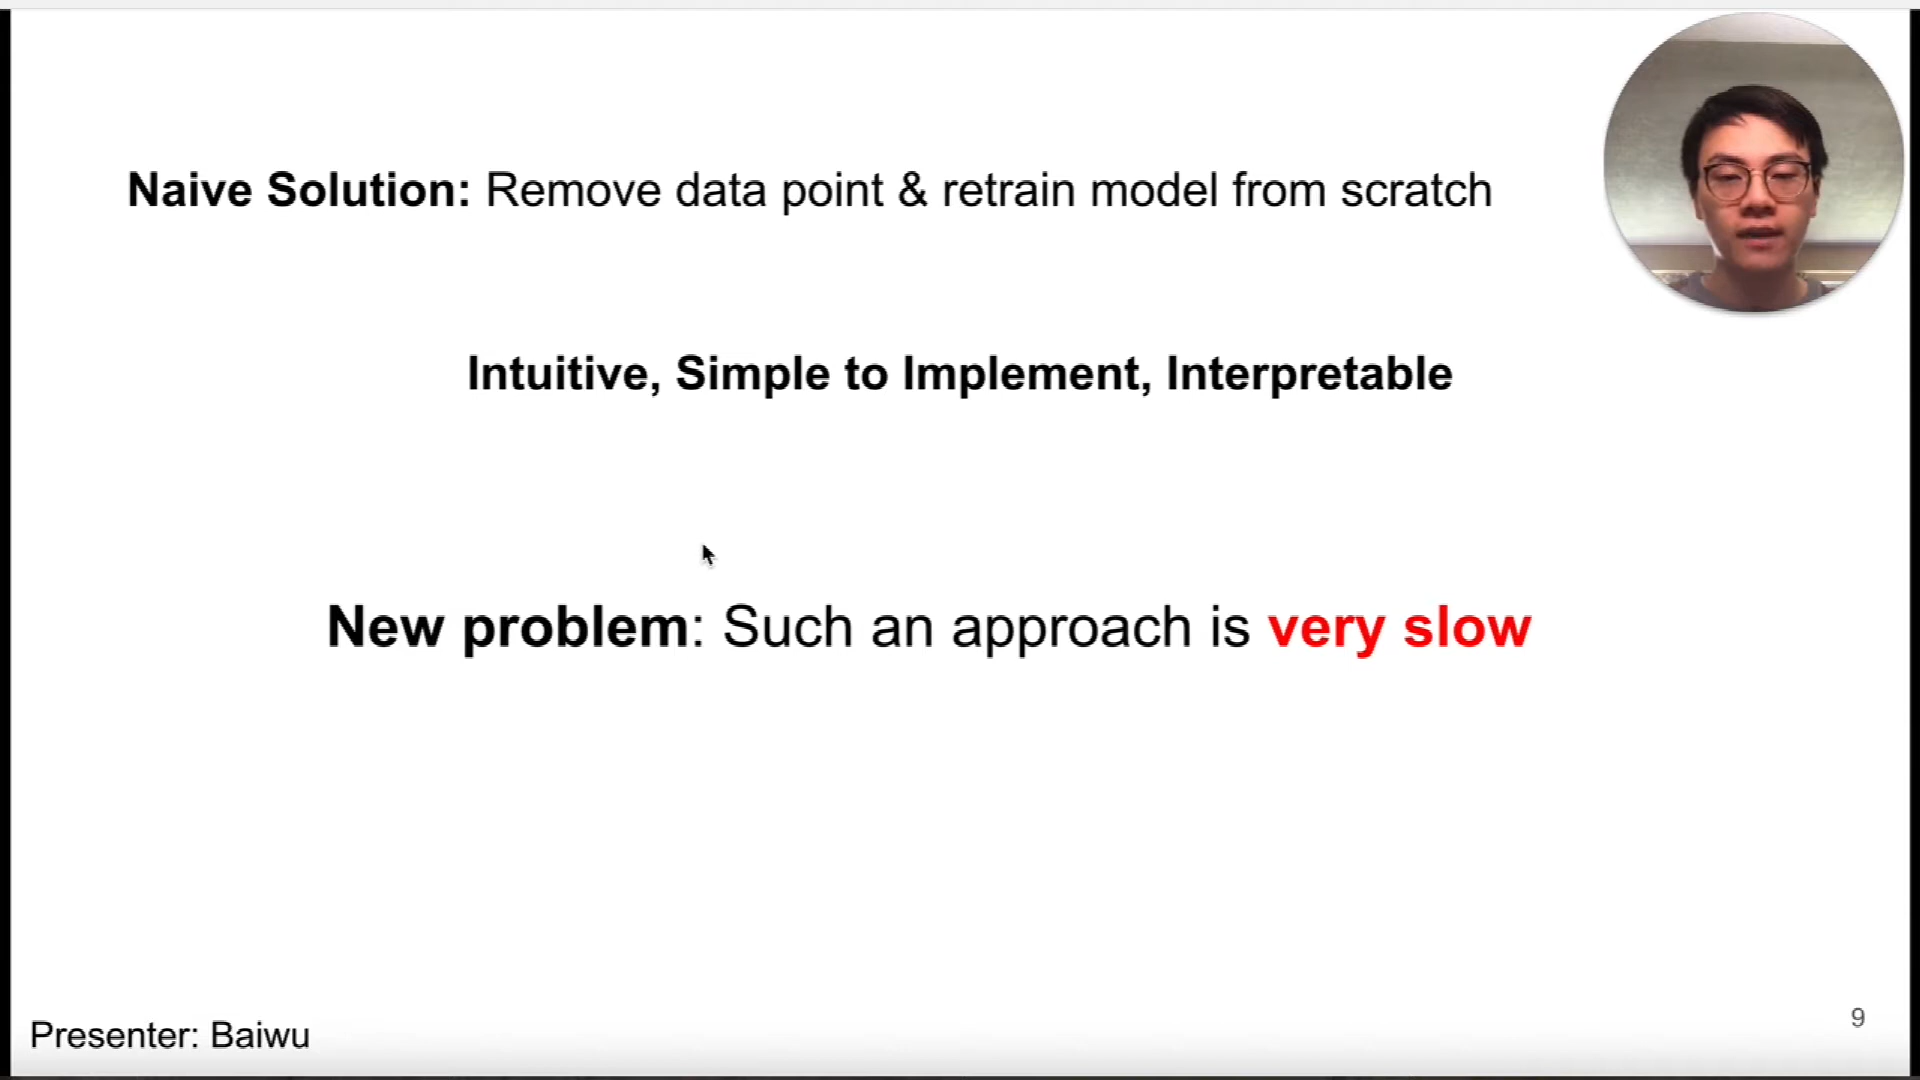 Naive Solution: Remove data point & retrain model from scratch
Intuitive, Simple to Implement, Interpretable
New problem: Such an approach is very slow
Presenter: Baiwu
9